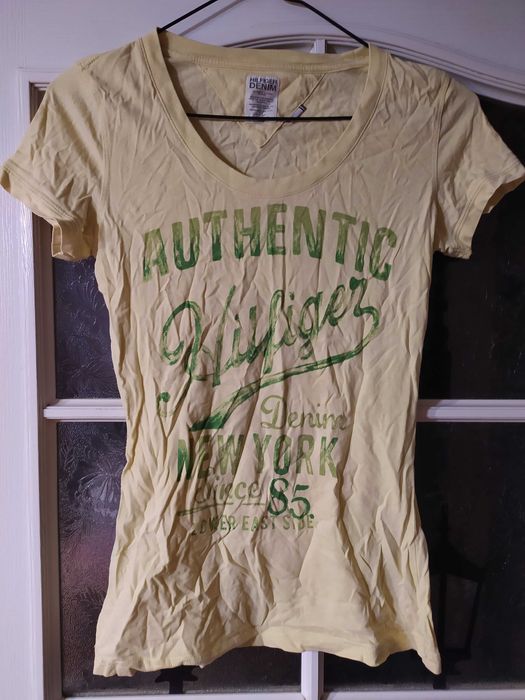 HILFIGER
DENIM
AUTHENTIC
Hilfiger
Denim
NEW YORK
Since 85.
LOWER EAST SIDE